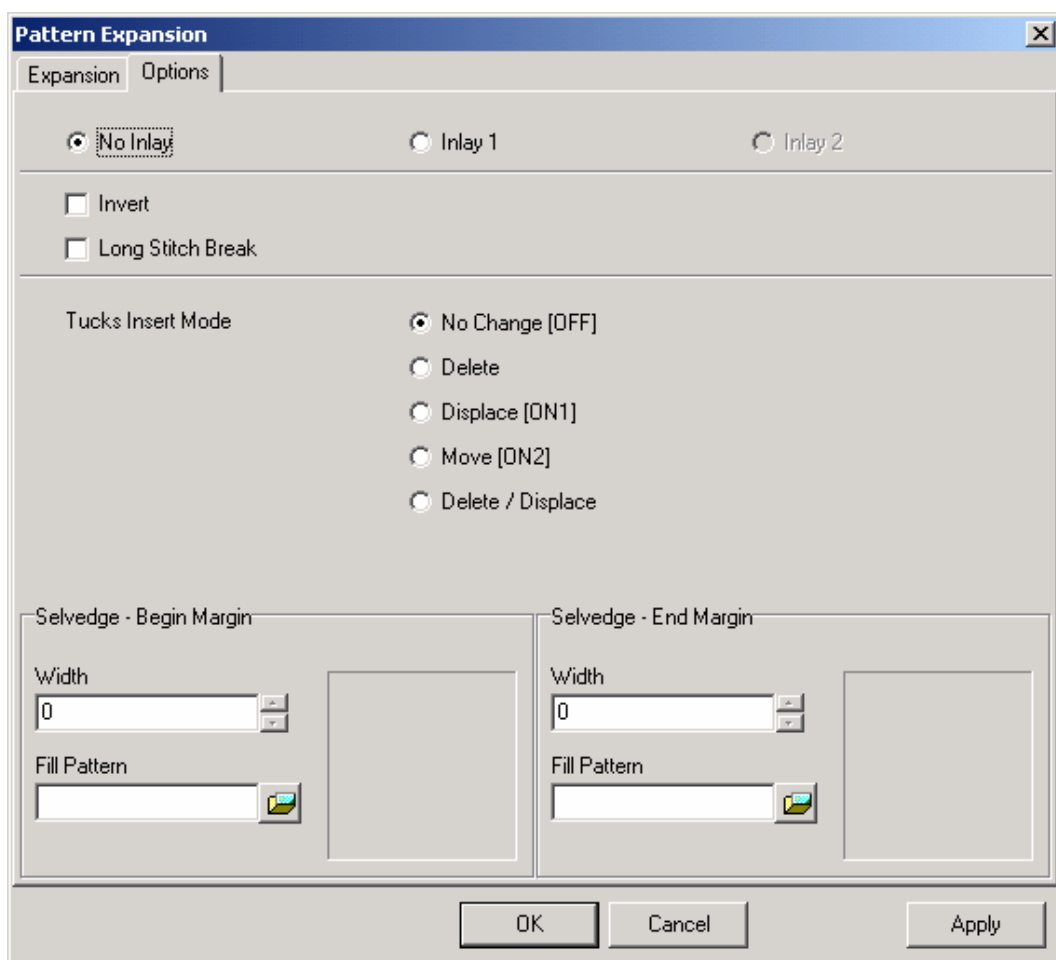 Pattern Expansion
Expansion Options
No Inlay Inlay 1 Inlay 2
Invert
Long Stitch Break
Tucks Insert Mode No Change [OFF]
Delete
Displace [ON1]
Move [ON2]
Delete / Displace
Selvedge - Begin Margin Selvedge - End Margin
Width Width
0 0
Fill Pattern Fill Pattern
OK Cancel Apply